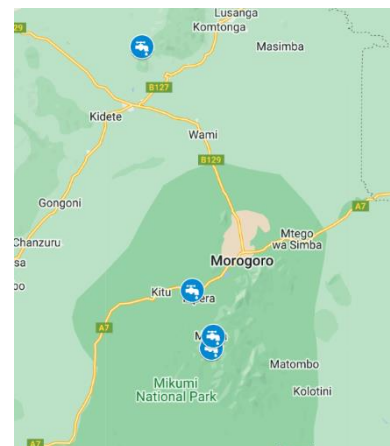 Lusanga
Komtonga
Masimba
B129
B127
Kidete
Wami
B129
Gongoni
A7
Mtego
wa Simba
Chanzuru
Morogoro
Kitu
A7
Matombo
Mikumi
National Park
Kolotini
A7